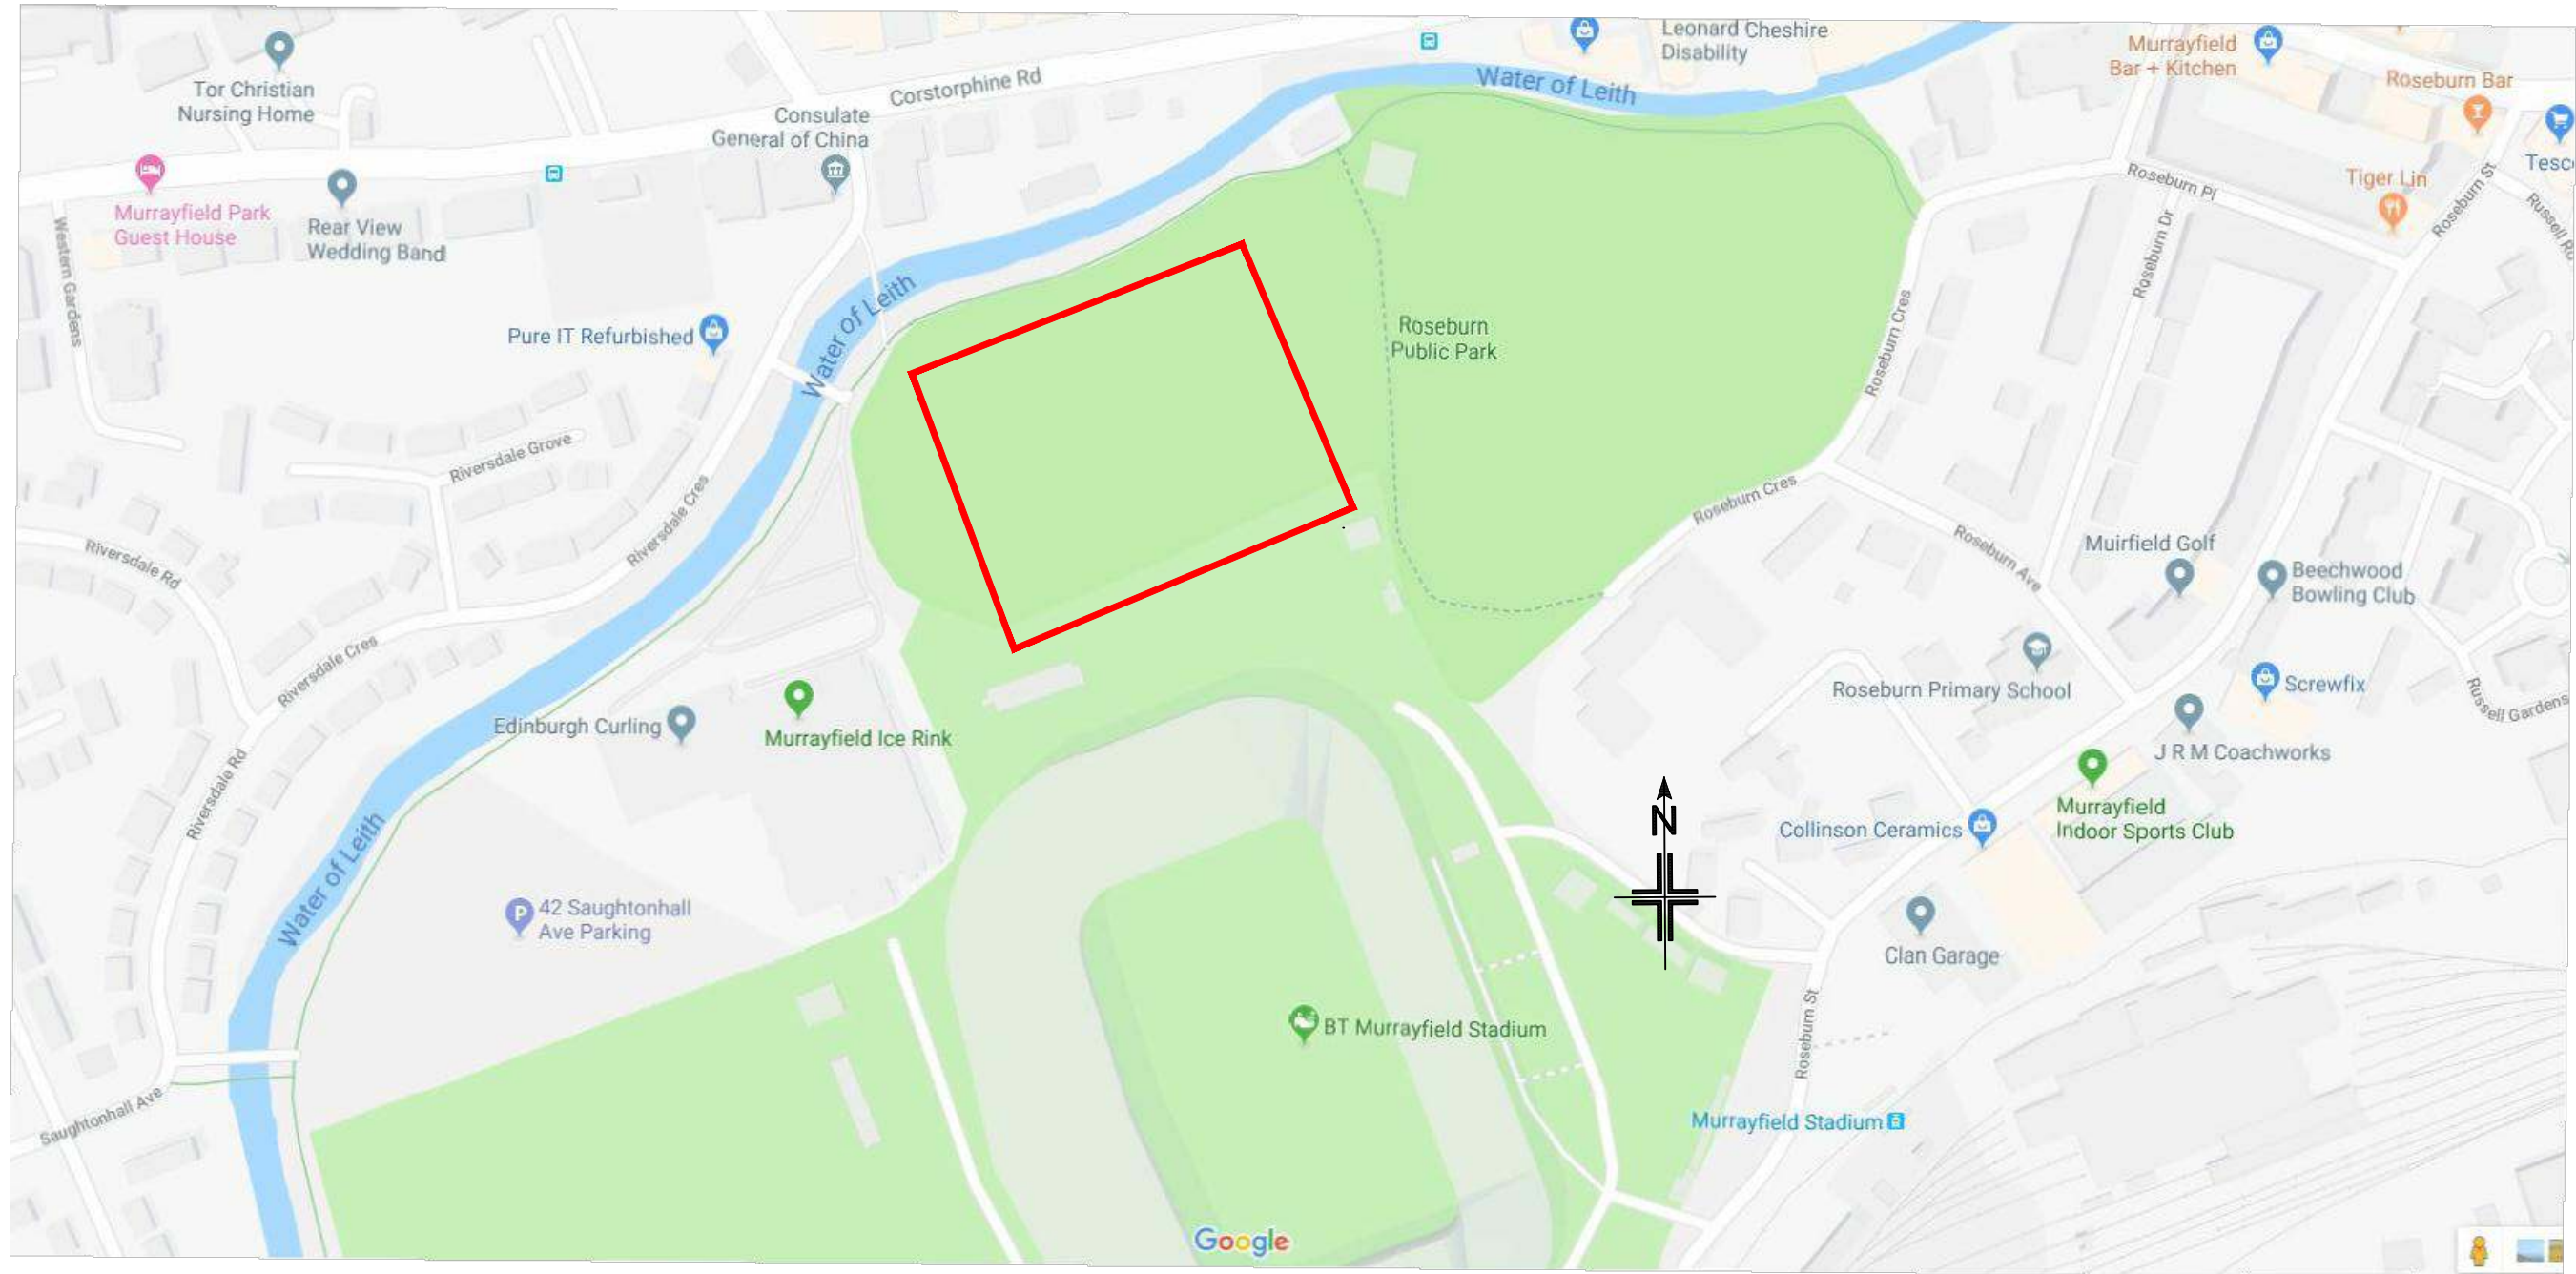 Leonard Cheshire
Disability
Murrayfield
Bar + Kitchen
Roseburn Bar
Tor Christian
Nursing Home
Corstorphine Rd
Water of Leith
Consulate
General of China
Tesc
Tiger Lin
Roseburn Pl
Roseburn St
Murrayfield Park
Guest House
Rear View
Wedding Band
Western Gardens
Roseburn Dr
Water of Leith
Pure IT Refurbished
Roseburn
Public Park
Roseburn Cres
Riversdale Grove
Riversdale Cres
Roseburn Cres
Roseburn Ave
Muirfield Golf
Beechwood
Bowling Club
Riversdale Rd
Riversdale Cres
Roseburn Primary School
Screwfix
Russell Gardens
Edinburgh Curling
Murrayfield Ice Rink
J R M Coachworks
Riversdale Rd
N
Murrayfield
Indoor Sports Club
Collinson Ceramics
Water of Leith
P
42 Saughtonhall
Ave Parking
Clan Garage
BT Murrayfield Stadium
Roseburn St
Saughtonhall Ave
Murrayfield Stadium
Google